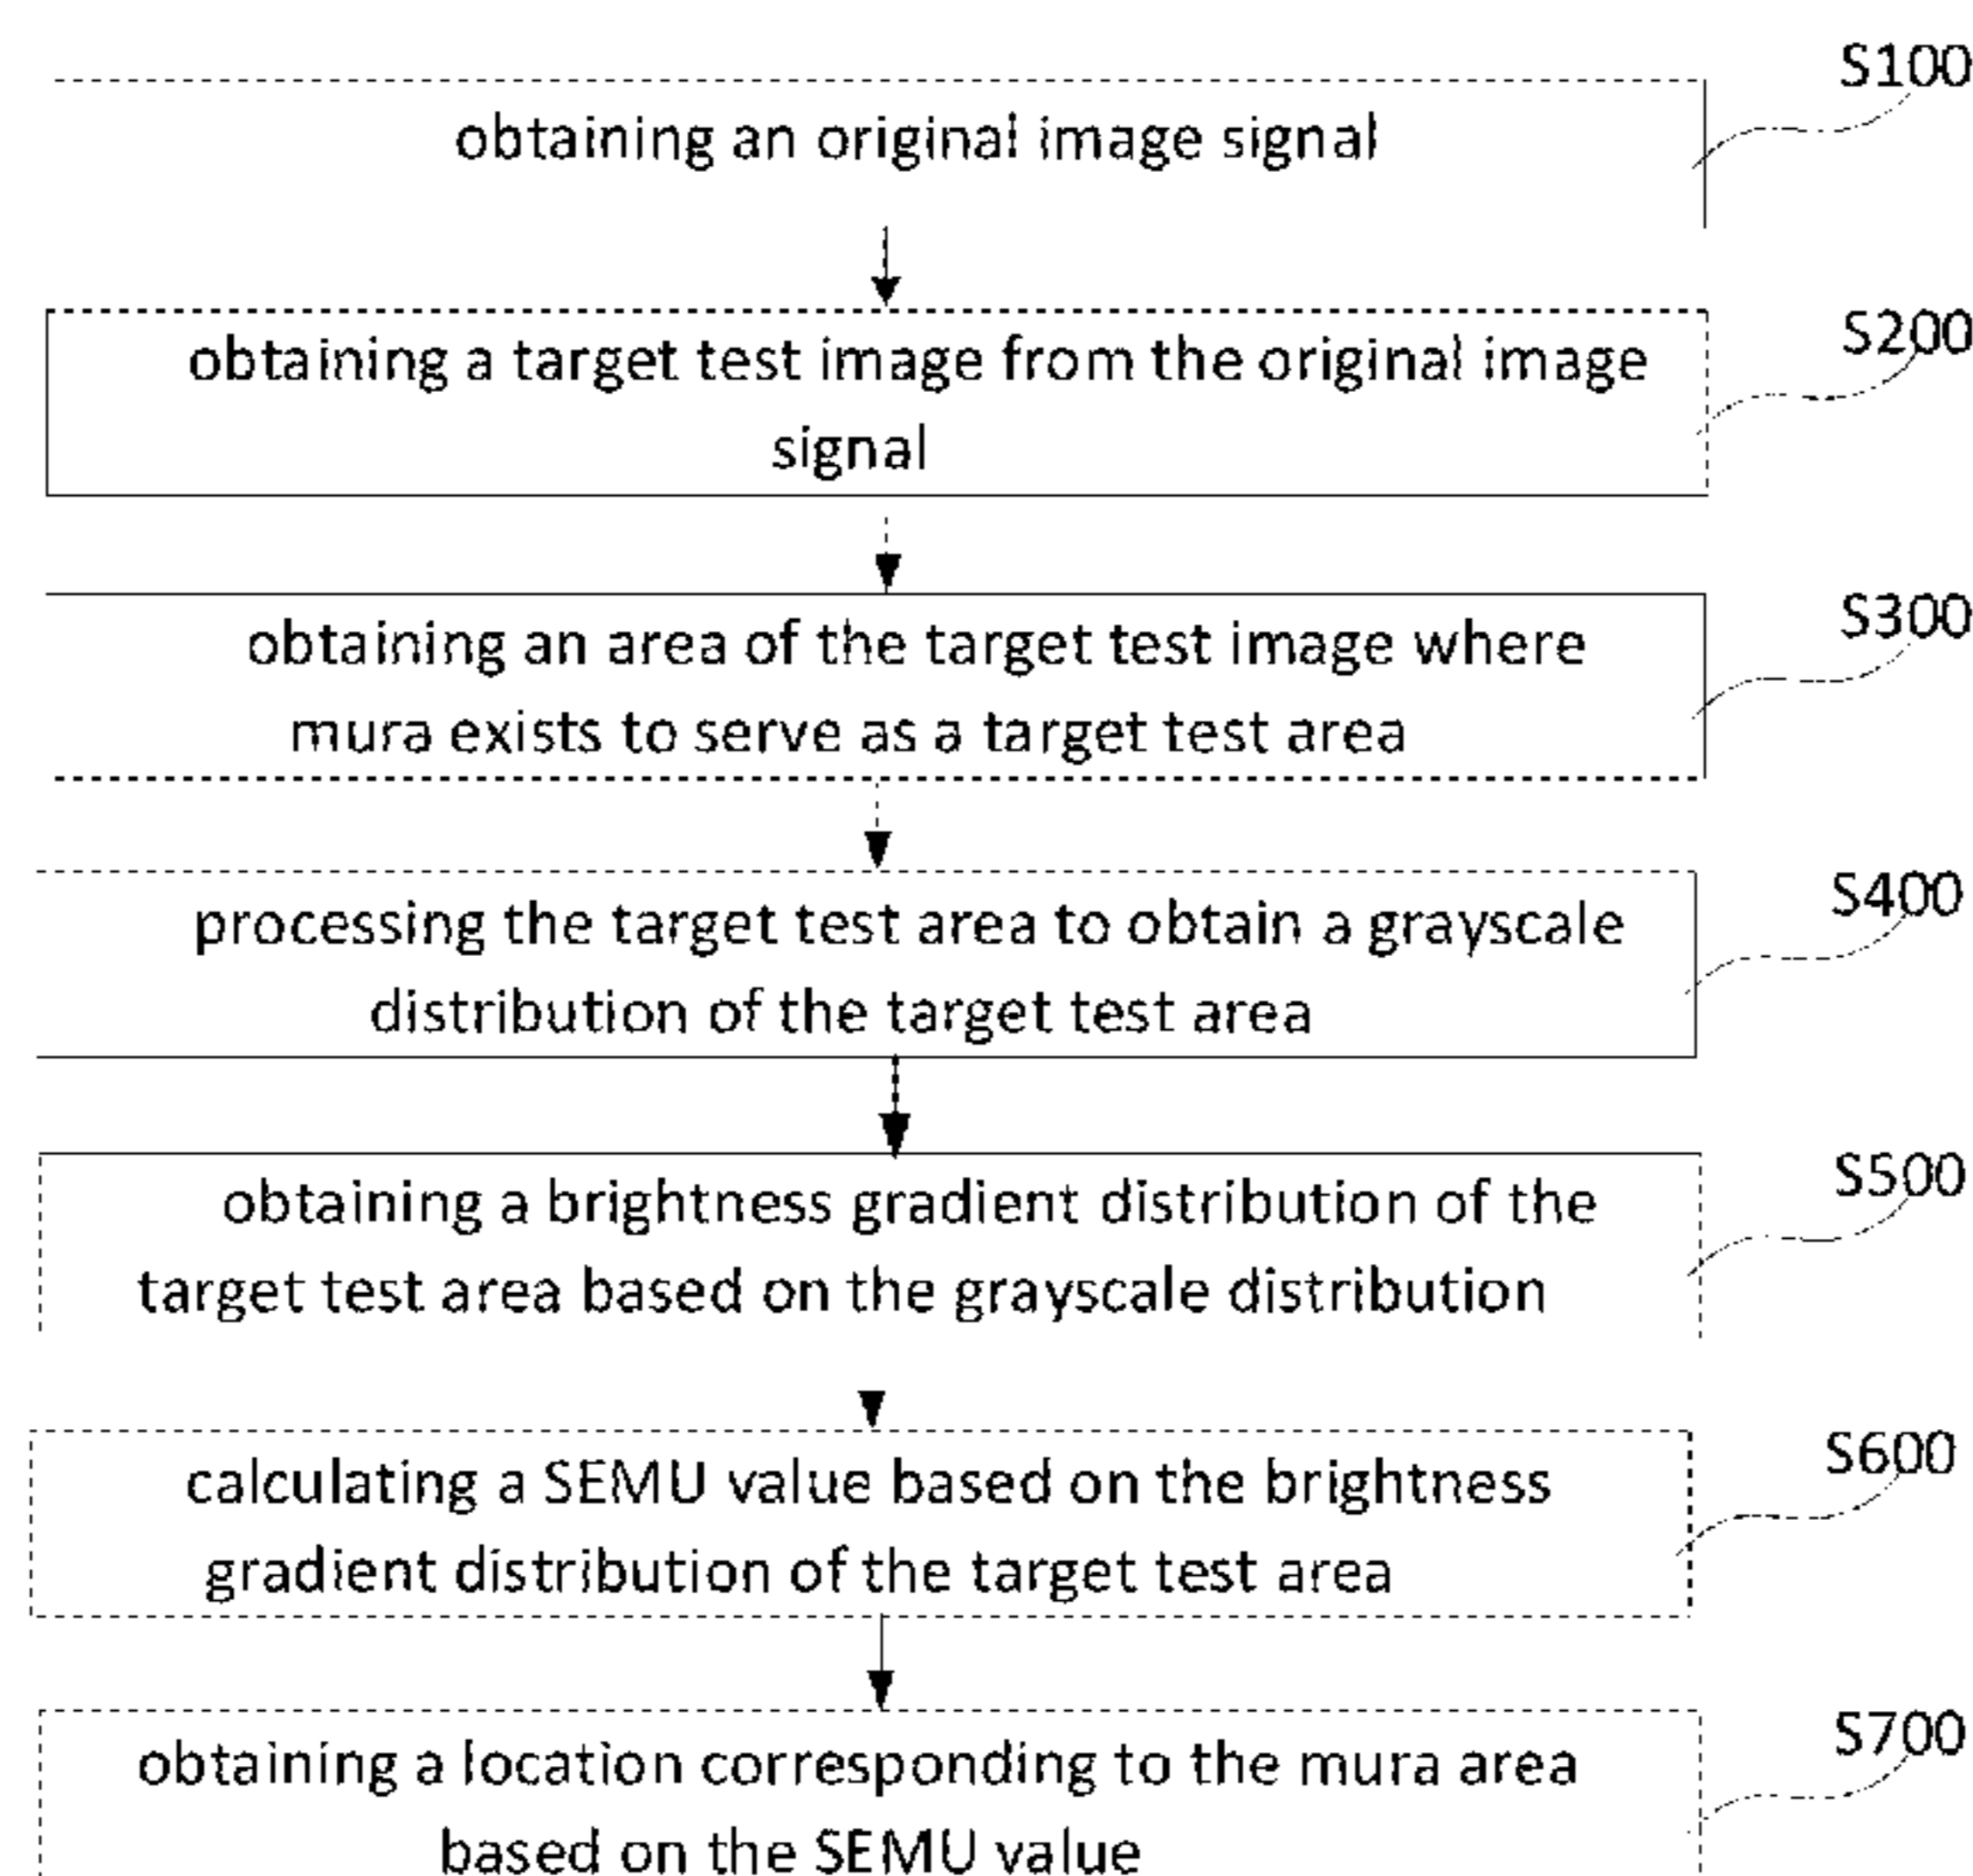 S100
obtaining an original image signal
S200
obtaining a target test image from the original image
signal
S300
obtaining an area of the target test image where
mura exists to serve as a target test area
S400
processing the target test area to obtain a grayscale
distribution of the target test area
S500
obtaining a brightness gradient distribution of the
target test area based on the grayscale distribution
S600
calculating a SEMU value based on the brightness
gradient distribution of the target test area
S700
obtaining a location corresponding to the mura area
based on the SEMU value